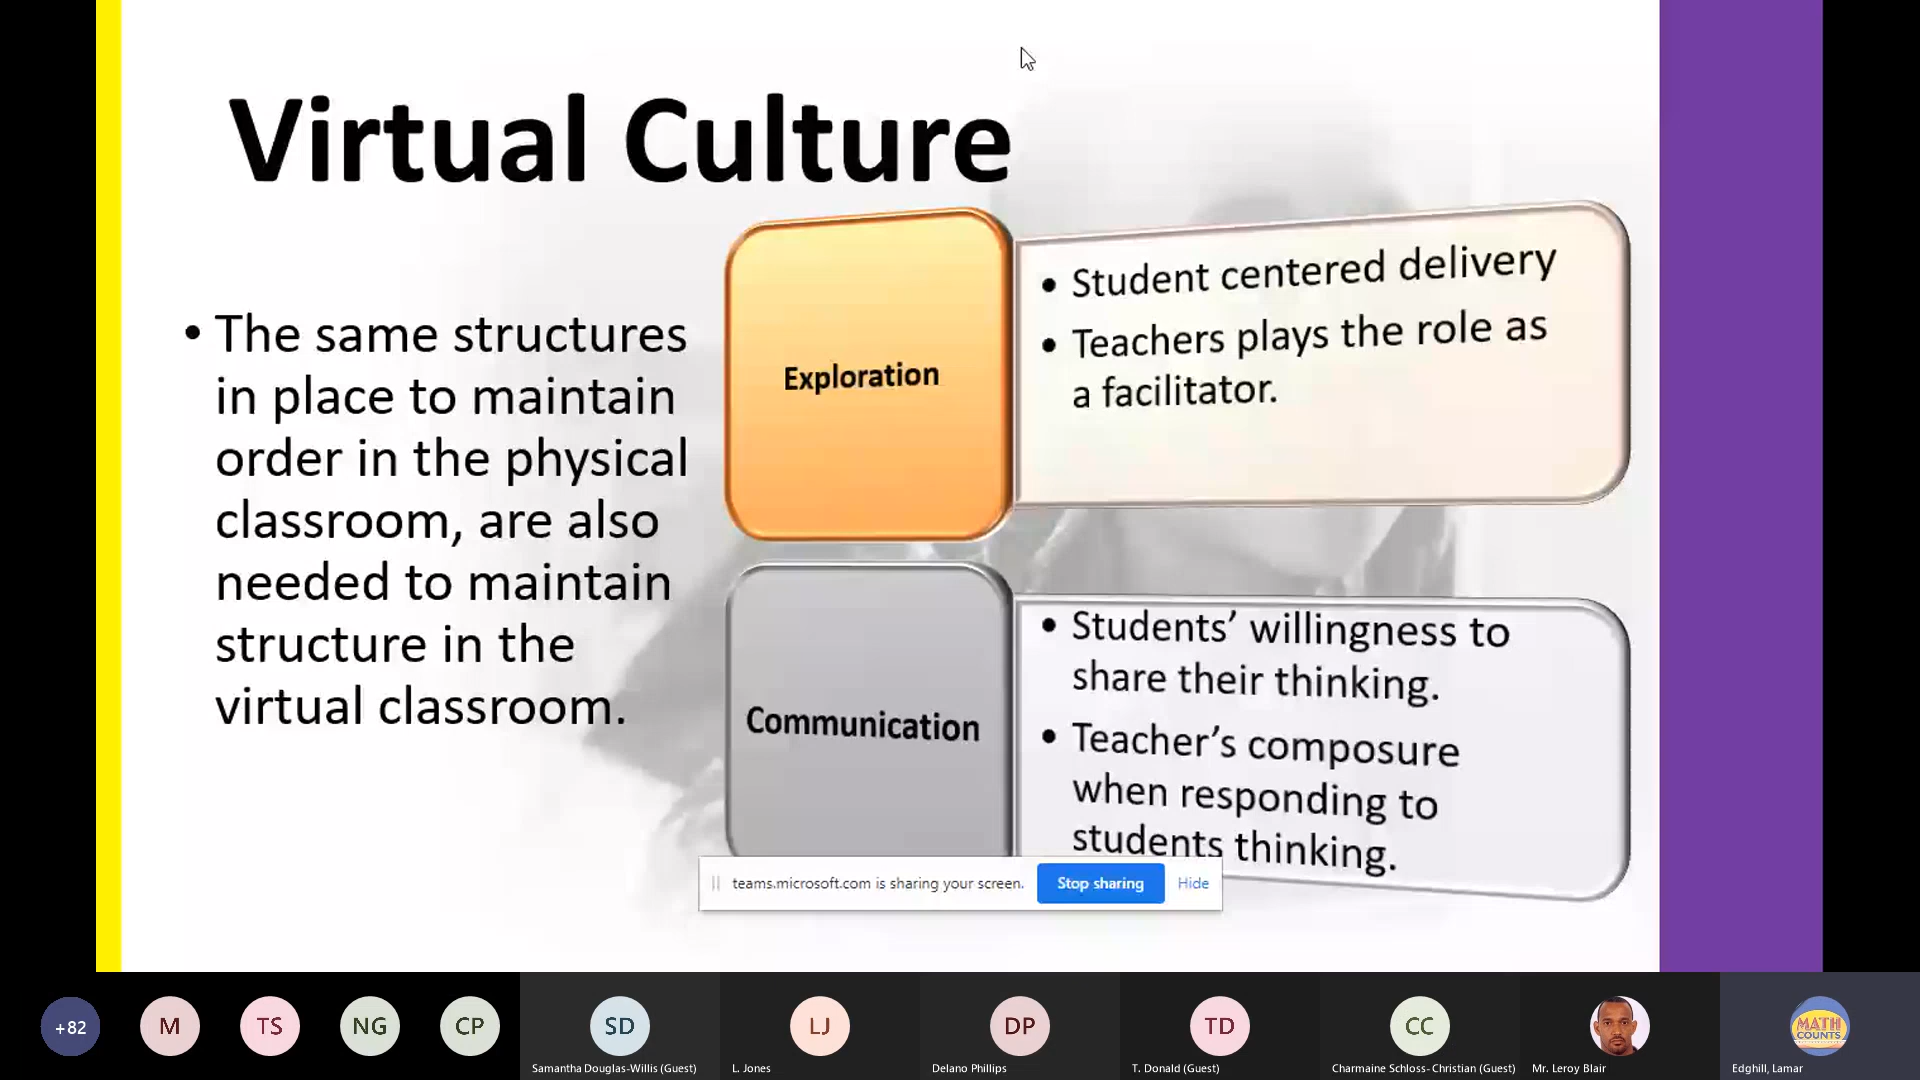 Virtual Culture
• The same structures
in place to maintain
order in the physical
classroom, are also
needed to maintain
structure in the
virtual classroom.
Exploration
• Student centered delivery
• Teachers plays the role as
a facilitator.
Communication
• Students’ willingness to
share their thinking.
• Teacher’s composure
when responding to
students thinking.
teams.microsoft.com is sharing your screen. Stop sharing Hide
+82 M TS NG CP SD LJ DP TD CC MATH
COUNTS
Samantha Douglas-Willis (Guest) L. Jones Delano Phillips T. Donald (Guest) Charmaine Schloss- Christian (Guest) Mr. Leroy Blair Edghill, Lamar